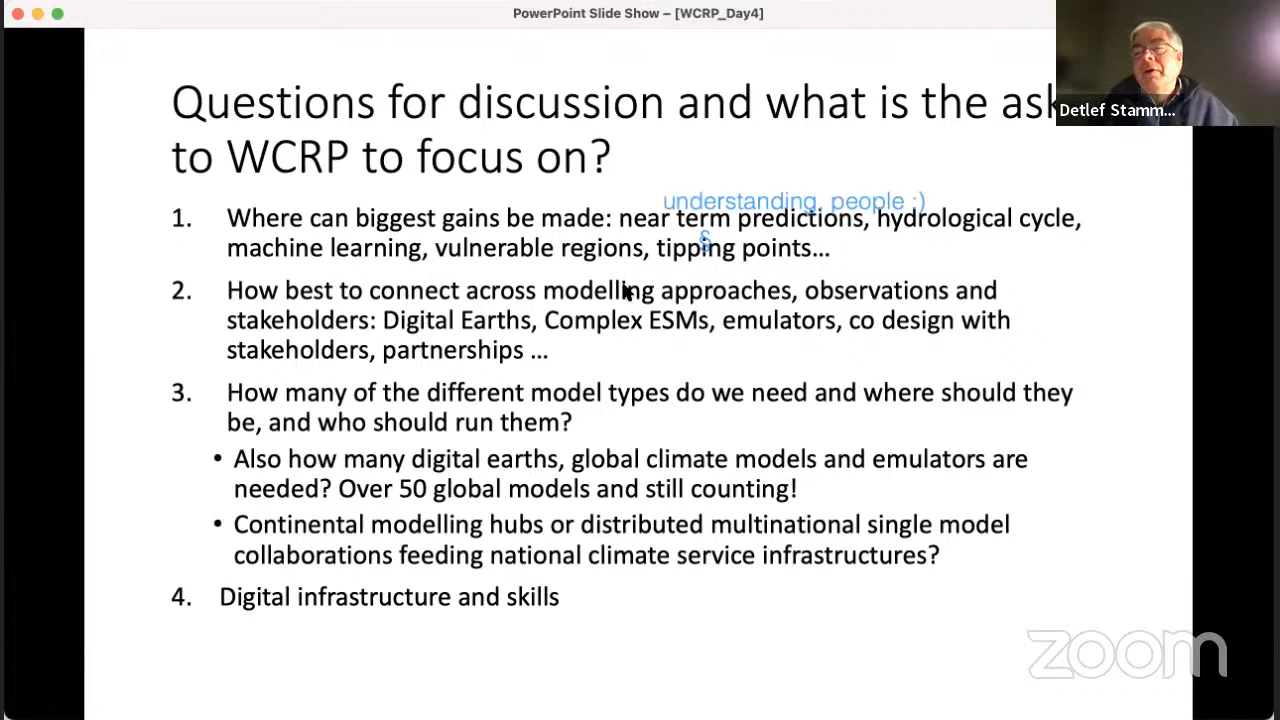 PowerPoint Slide Show – [WCRP_Day4]
Questions for discussion and what is the ask
to WCRP to focus on?
Detlef Stamm...
understanding, people ;)
1. Where can biggest gains be made: near term predictions, hydrological cycle,
machine learning, vulnerable regions, tipping points...
§
2. How best to connect across modelling approaches, observations and
stakeholders: Digital Earths, Complex ESMs, emulators, co design with
stakeholders, partnerships ...
3. How many of the different model types do we need and where should they
be, and who should run them?
• Also how many digital earths, global climate models and emulators are
needed? Over 50 global models and still counting!
• Continental modelling hubs or distributed multinational single model
collaborations feeding national climate service infrastructures?
4. Digital infrastructure and skills
zoom